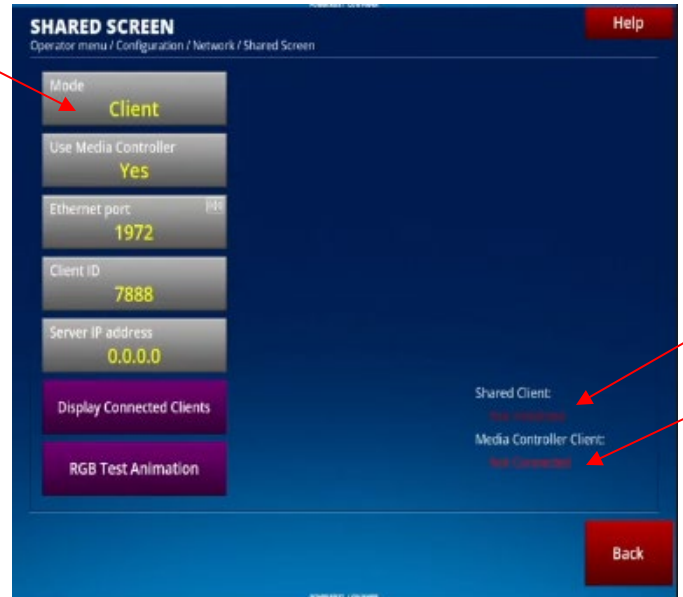 SHARED SCREEN
Help
Operator menu / Configuration / Network / Shared Screen
Mode
Client
Use Media Controller
Yes
Ethernet port
1972
Client ID
7888
Server IP address
0.0.0.0
Display Connected Clients
Shared Client:
Media Controller Client:
Not Connected
RGB Test Animation
Back